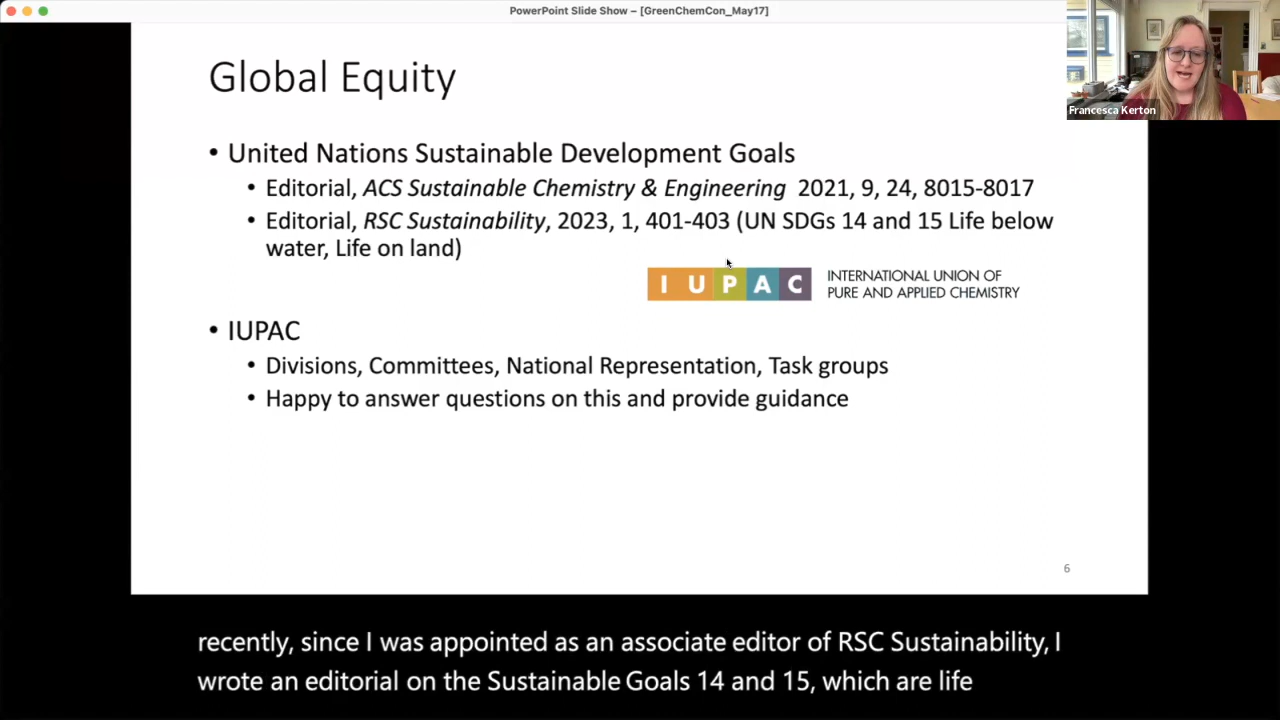 PowerPoint Slide Show – [GreenChemCon_May17]
Francesca Kerton
Global Equity
• United Nations Sustainable Development Goals
• Editorial, ACS Sustainable Chemistry & Engineering 2021, 9, 24, 8015-8017
• Editorial, RSC Sustainability, 2023, 1, 401-403 (UN SDGs 14 and 15 Life below
water, Life on land)
I U P A C
INTERNATIONAL UNION OF
PURE AND APPLIED CHEMISTRY
• IUPAC
• Divisions, Committees, National Representation, Task groups
• Happy to answer questions on this and provide guidance
6
recently, since I was appointed as an associate editor of RSC Sustainability, I
wrote an editorial on the Sustainable Goals 14 and 15, which are life